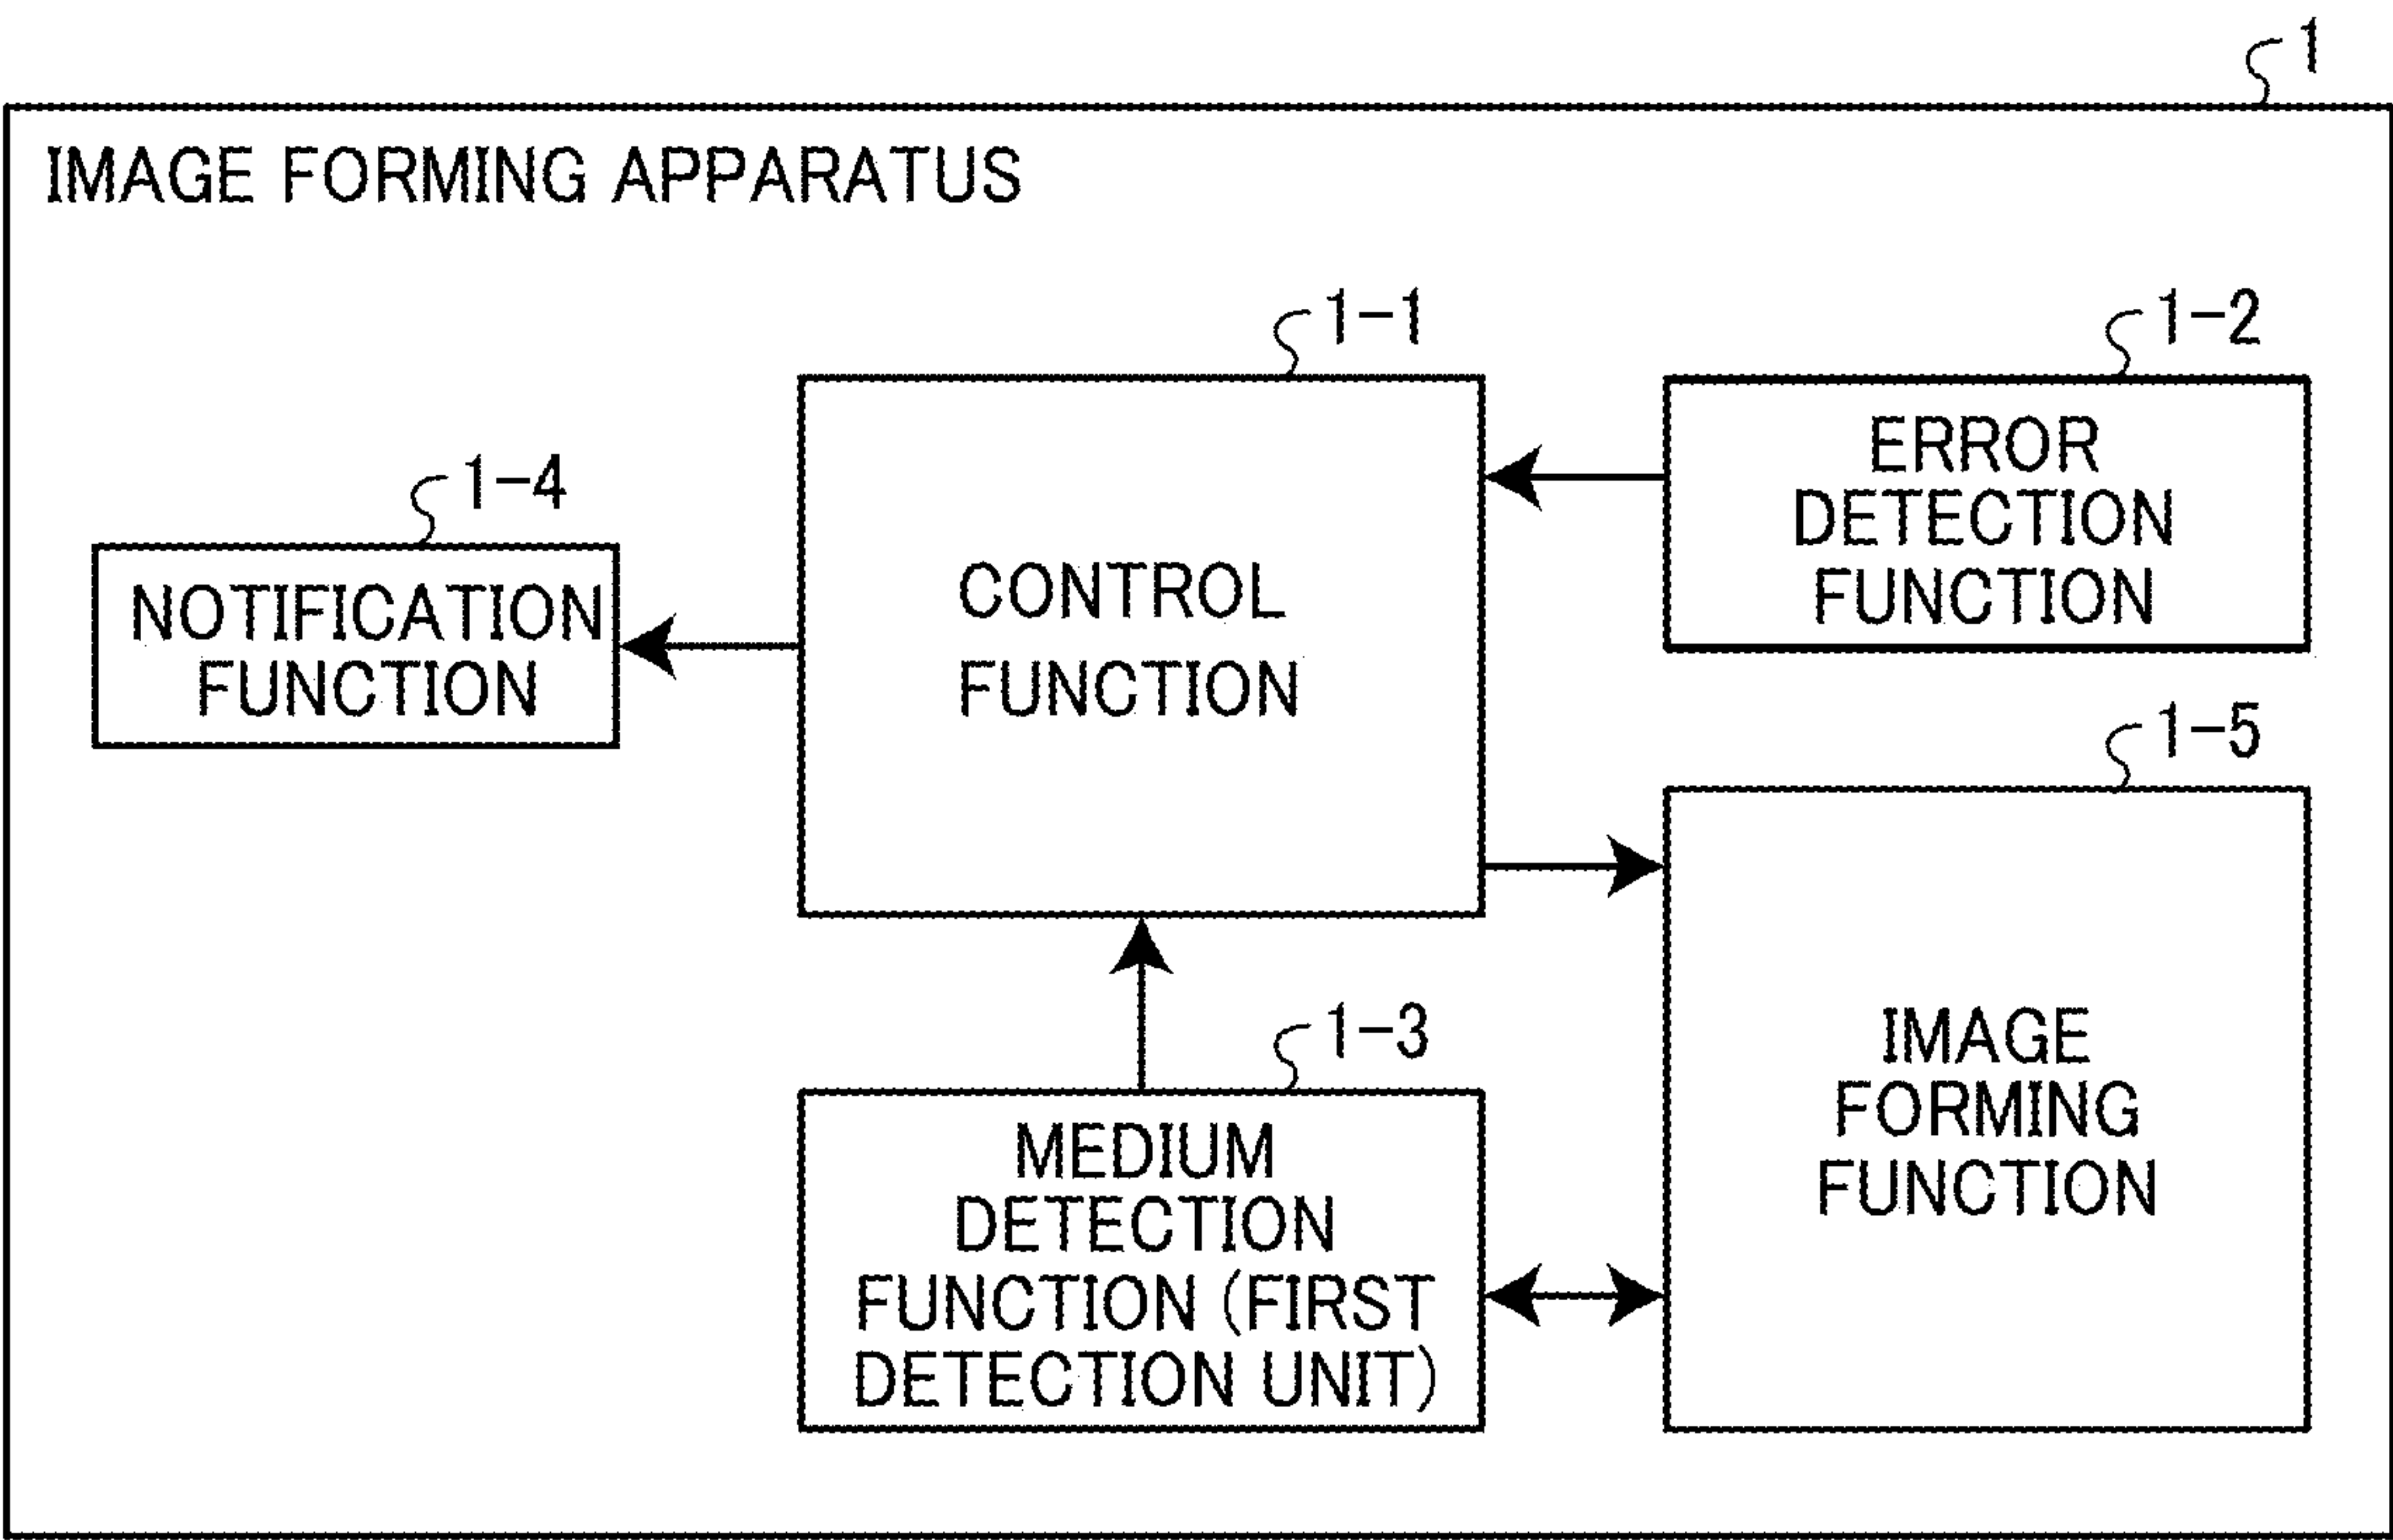 1
IMAGE FORMING APPARATUS
1-1
1-2
ERROR
DETECTION
FUNCTION
1-4
NOTIFICATION
FUNCTION
CONTROL
FUNCTION
1-5
1-3
MEDIUM
DETECTION
FUNCTION (FIRST
DETECTION UNIT)
IMAGE
FORMING
FUNCTION